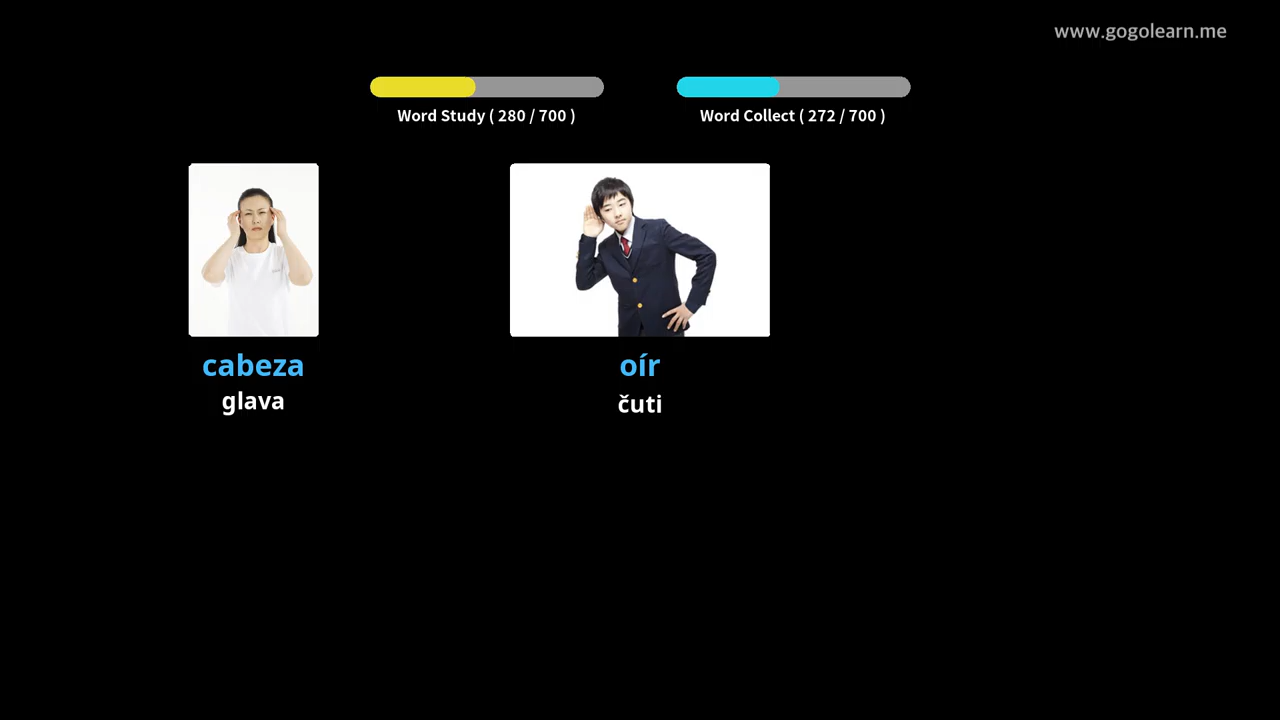 www.gogolearn.me
Word Study ( 280 / 700 )
Word Collect ( 272 / 700 )
cabeza
glava
oír
čuti